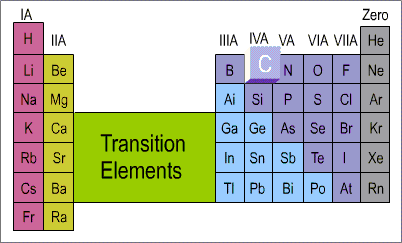 IA Zero
H IIA IIIA IVA VA VIA VIIA He
Li Be B C N O F Ne
Na Mg Ai Si P S Cl Ar
K Ca Transition Elements Ga Ge As Se Br Kr
Rb Sr In Sn Sb Te I Xe
Cs Ba Tl Pb Bi Po At Rn
Fr Ra